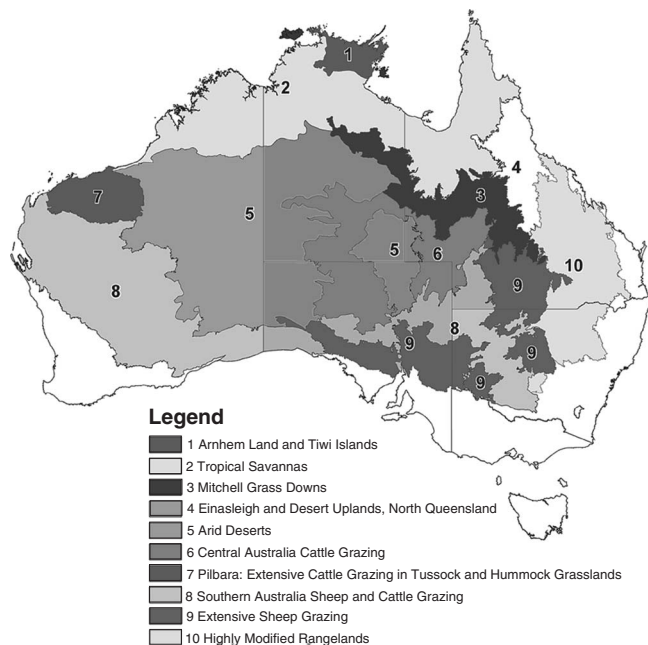 1
2
4
7
3
5
5
6
10
8
9
8
9
9
9
Legend
1 Arnhem Land and Tiwi Islands
2 Tropical Savannas
3 Mitchell Grass Downs
4 Einasleigh and Desert Uplands, North Queensland
5 Arid Deserts
6 Central Australia Cattle Grazing
7 Pilbara: Extensive Cattle Grazing in Tussock and Hummock Grasslands
8 Southern Australia Sheep and Cattle Grazing
9 Extensive Sheep Grazing
10 Highly Modified Rangelands